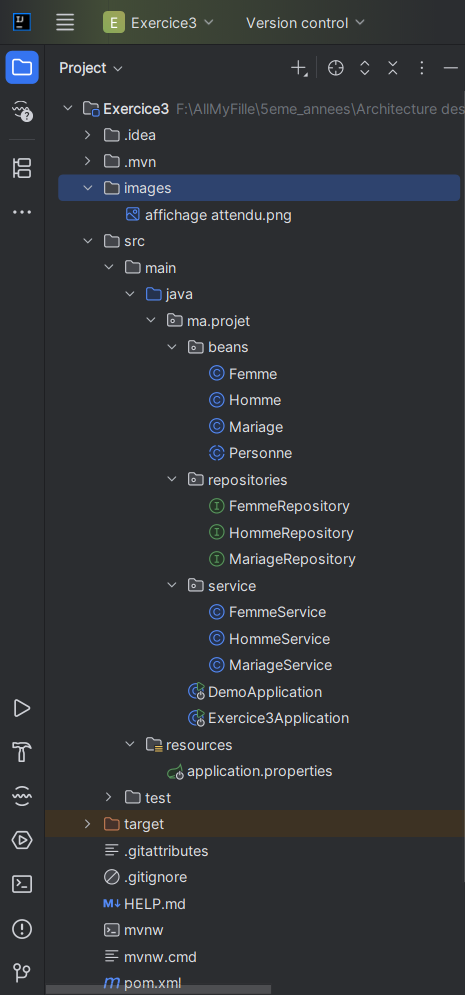 E Exercice3 Version control
Project
Exercice3 F:\AllMyFille\5eme_annees\Architecture des
.idea
.mvn
images
affichage attendu.png
src
main
java
ma.projet
beans
C Femme
C Homme
C Mariage
C Personne
repositories
I FemmeRepository
I HommeRepository
I MariageRepository
service
C FemmeService
C HommeService
C MariageService
DemoApplication
Exercice3Application
resources
application.properties
test
target
.gitattributes
.gitignore
M↓ HELP.md
mvnw
mvnw.cmd
m pom.xml